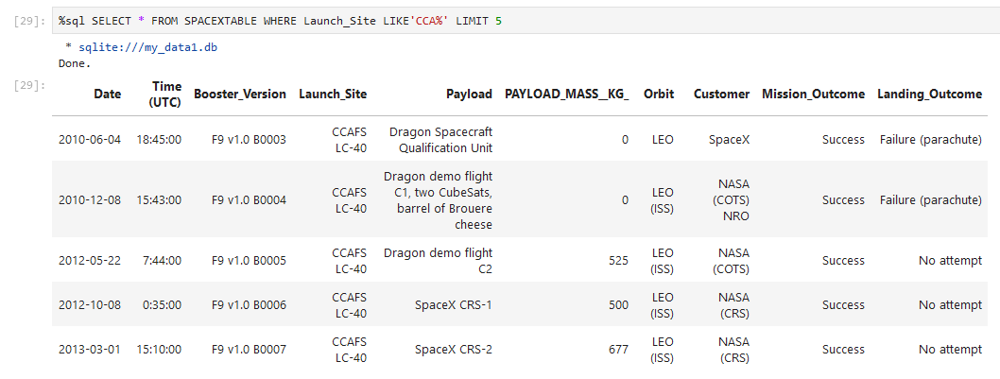 [29]: %sql SELECT * FROM SPACEXTABLE WHERE Launch_Site LIKE'CCA%' LIMIT 5
* sqlite:///my_data1.db
Done.
[29]:
Date Time (UTC) Booster_Version Launch_Site Payload PAYLOAD_MASS__KG_ Orbit Customer Mission_Outcome Landing_Outcome
2010-06-04 18:45:00 F9 v1.0 B0003 CCAFS LC-40 Dragon Spacecraft Qualification Unit 0 LEO SpaceX Success Failure (parachute)
2010-12-08 15:43:00 F9 v1.0 B0004 CCAFS LC-40 Dragon demo flight C1, two CubeSats, barrel of Brouere cheese 0 LEO (ISS) NASA (COTS) NRO Success Failure (parachute)
2012-05-22 7:44:00 F9 v1.0 B0005 CCAFS LC-40 Dragon demo flight C2 525 LEO (ISS) NASA (COTS) Success No attempt
2012-10-08 0:35:00 F9 v1.0 B0006 CCAFS LC-40 SpaceX CRS-1 500 LEO (ISS) NASA (CRS) Success No attempt
2013-03-01 15:10:00 F9 v1.0 B0007 CCAFS LC-40 SpaceX CRS-2 677 LEO (ISS) NASA (CRS) Success No attempt